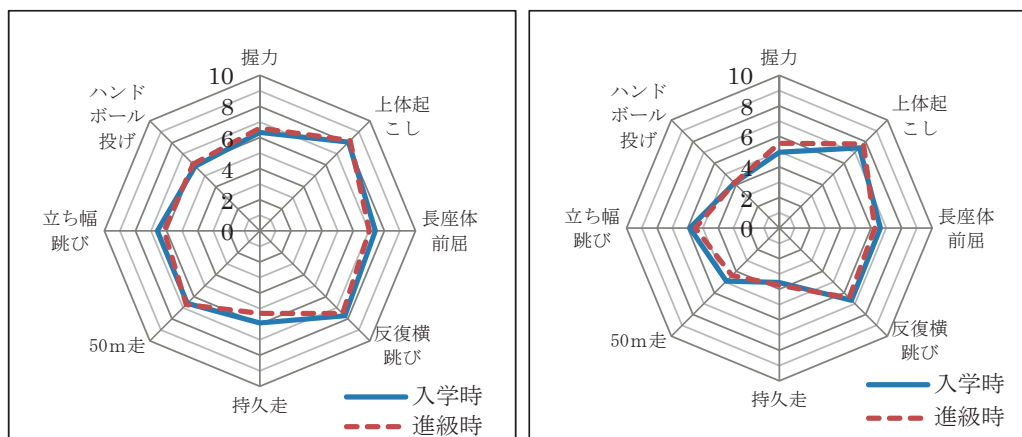 握力
10
8
6
4
2
0
上体起
こし
長座体
前屈
反復横
跳び
持久走
50m走
立ち幅
跳び
ハンド
ボール
投げ
入学時
進級時
握力
10
8
6
4
2
0
上体起
こし
長座体
前屈
反復横
跳び
持久走
50m走
立ち幅
跳び
ハンド
ボール
投げ
入学時
進級時